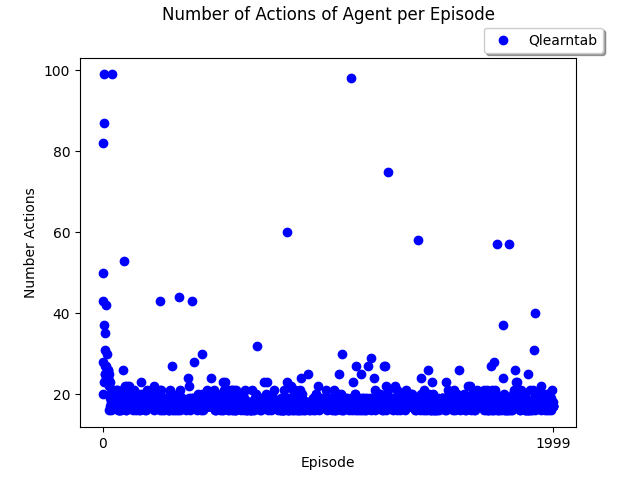 Number of Actions of Agent per Episode
Qlearntab
100
80
60
40
20
Number Actions
0
1999
Episode